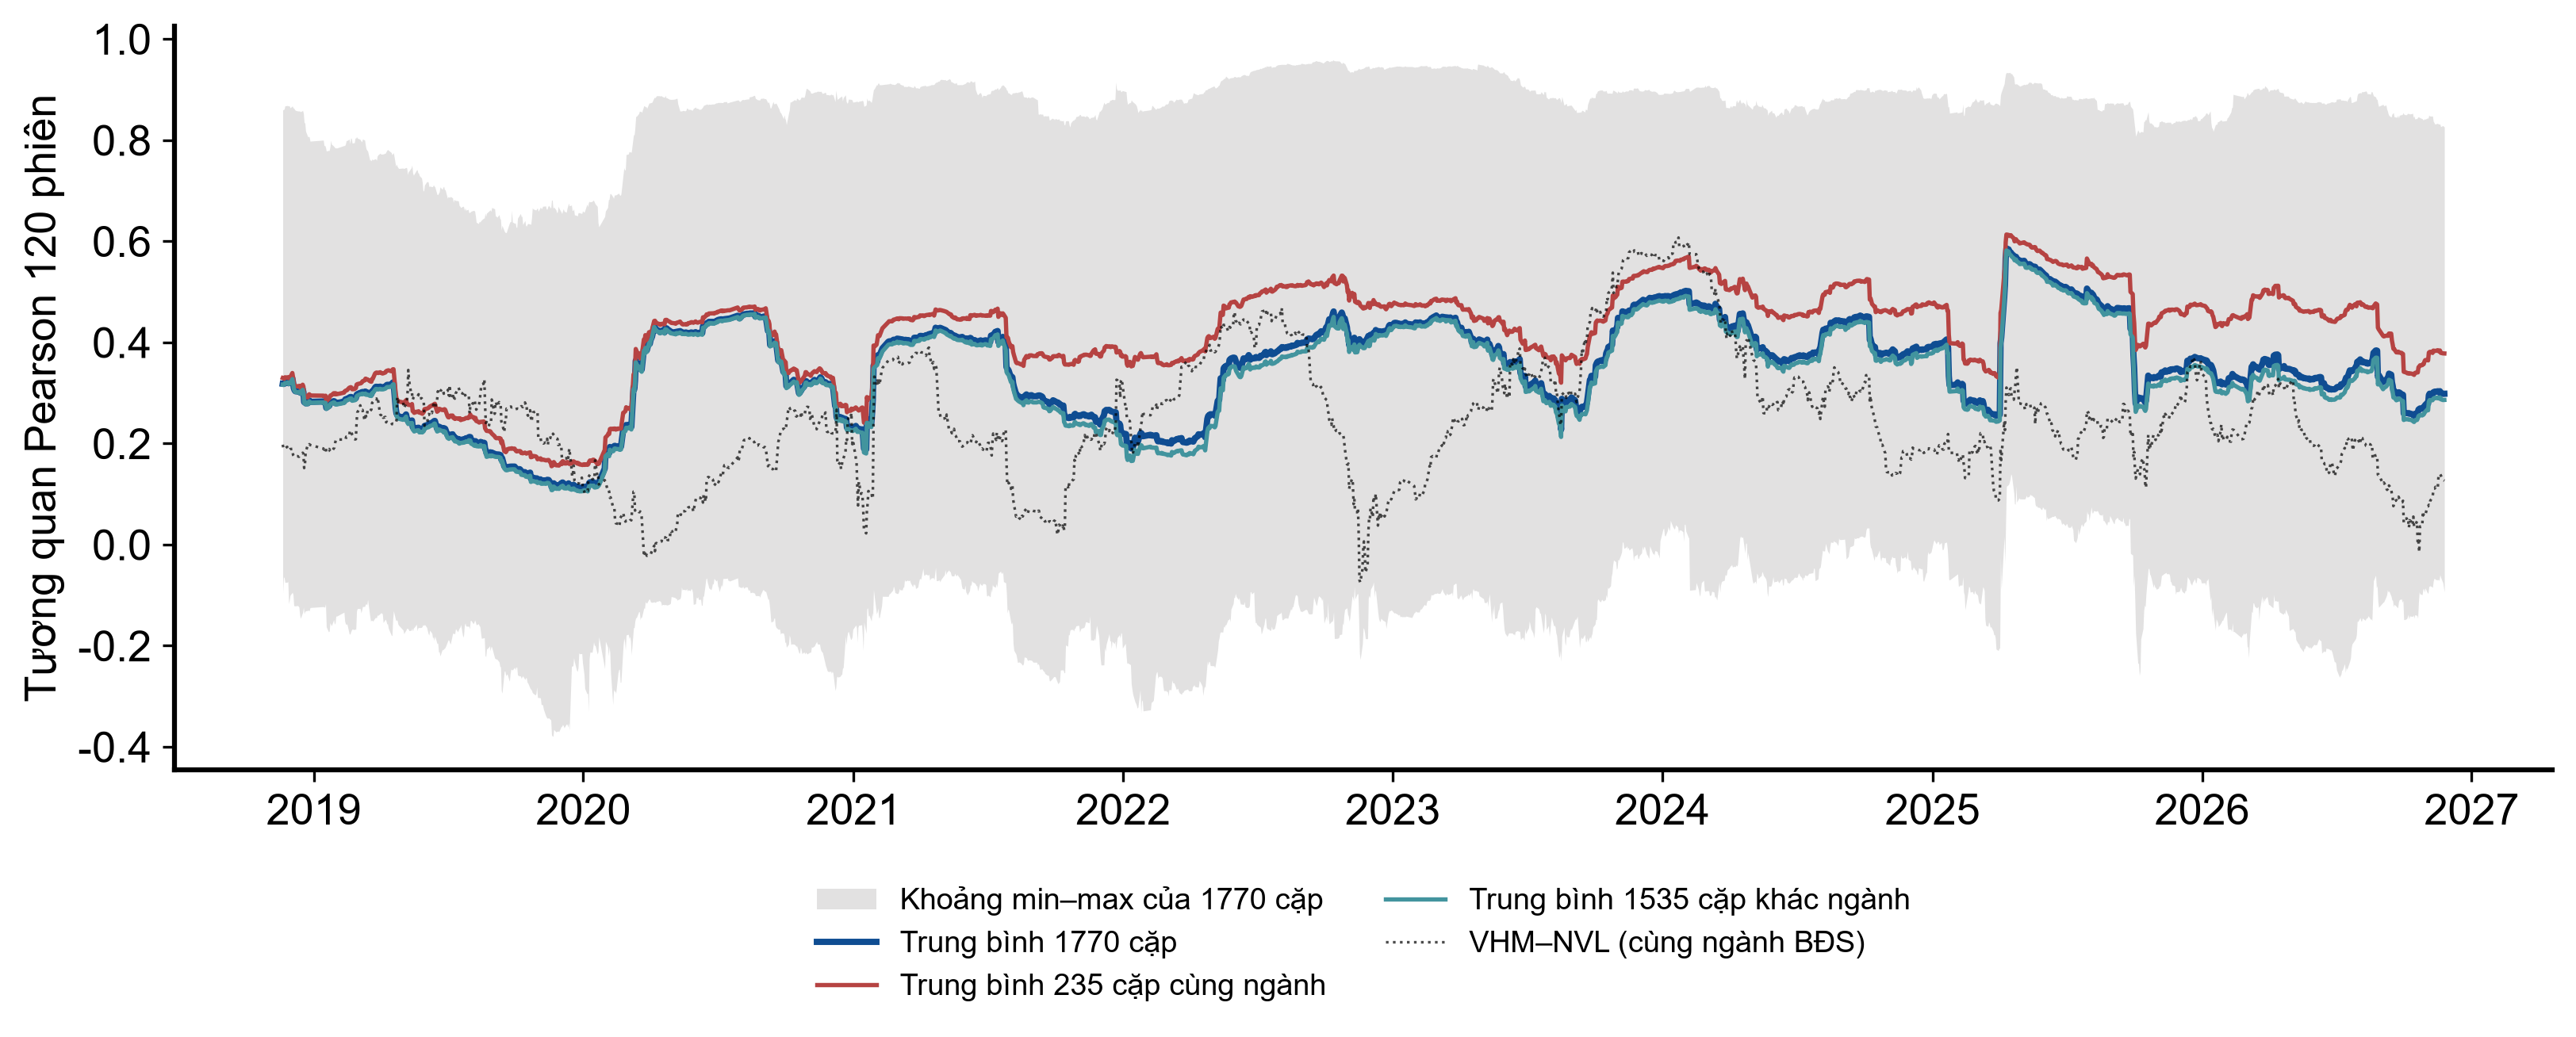 Tương quan Pearson 120 phiên
1.0
0.8
0.6
0.4
0.2
0.0
-0.2
-0.4
2019 2020 2021 2022 2023 2024 2025 2026 2027
Khoảng min–max của 1770 cặp
Trung bình 1770 cặp
Trung bình 235 cặp cùng ngành
Trung bình 1535 cặp khác ngành
VHM–NVL (cùng ngành BĐS)